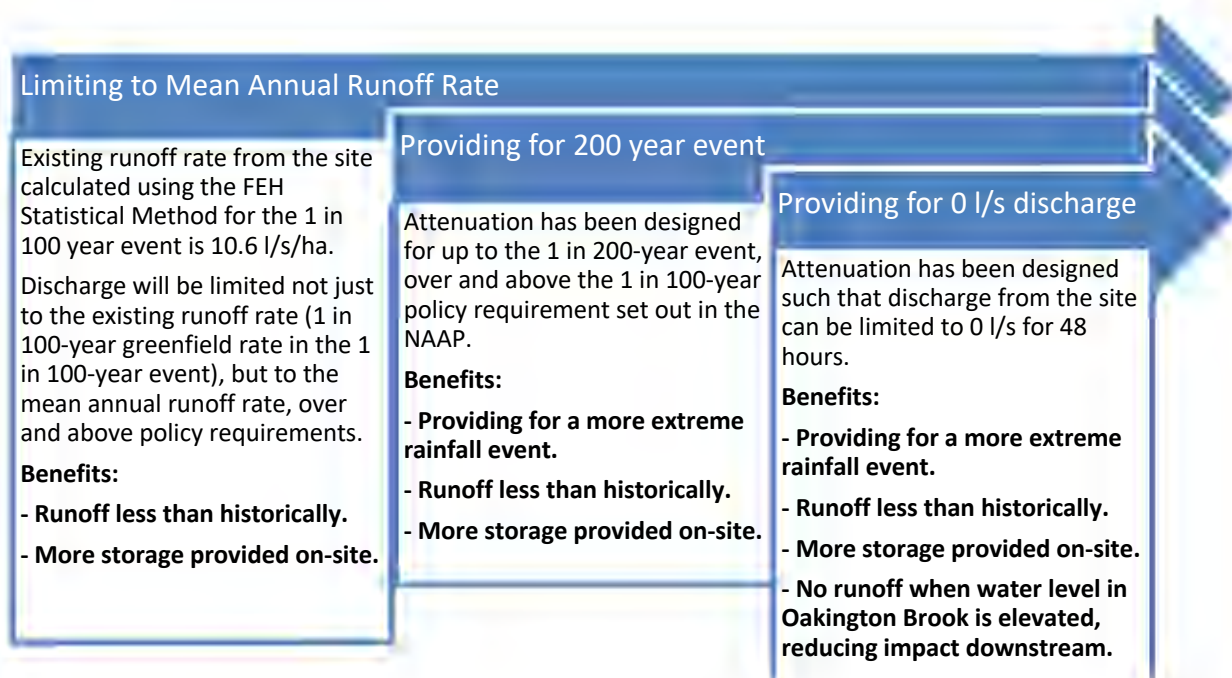 Limiting to Mean Annual Runoff Rate
Existing runoff rate from the site
calculated using the FEH
Statistical Method for the 1 in
100 year event is 10.6 l/s/ha.
Discharge will be limited not just
to the existing runoff rate (1 in
100-year greenfield rate in the 1
in 100-year event), but to the
mean annual runoff rate, over
and above policy requirements.
Benefits:
- Runoff less than historically.
- More storage provided on-site.
Providing for 200 year event
Attenuation has been designed
for up to the 1 in 200-year event,
over and above the 1 in 100-year
policy requirement set out in the
NAAP.
Benefits:
- Providing for a more extreme
rainfall event.
- Runoff less than historically.
- More storage provided on-site.
Providing for 0 l/s discharge
Attenuation has been designed
such that discharge from the site
can be limited to 0 l/s for 48
hours.
Benefits:
- Providing for a more extreme
rainfall event.
- Runoff less than historically.
- More storage provided on-site.
- No runoff when water level in
Oakington Brook is elevated,
reducing impact downstream.